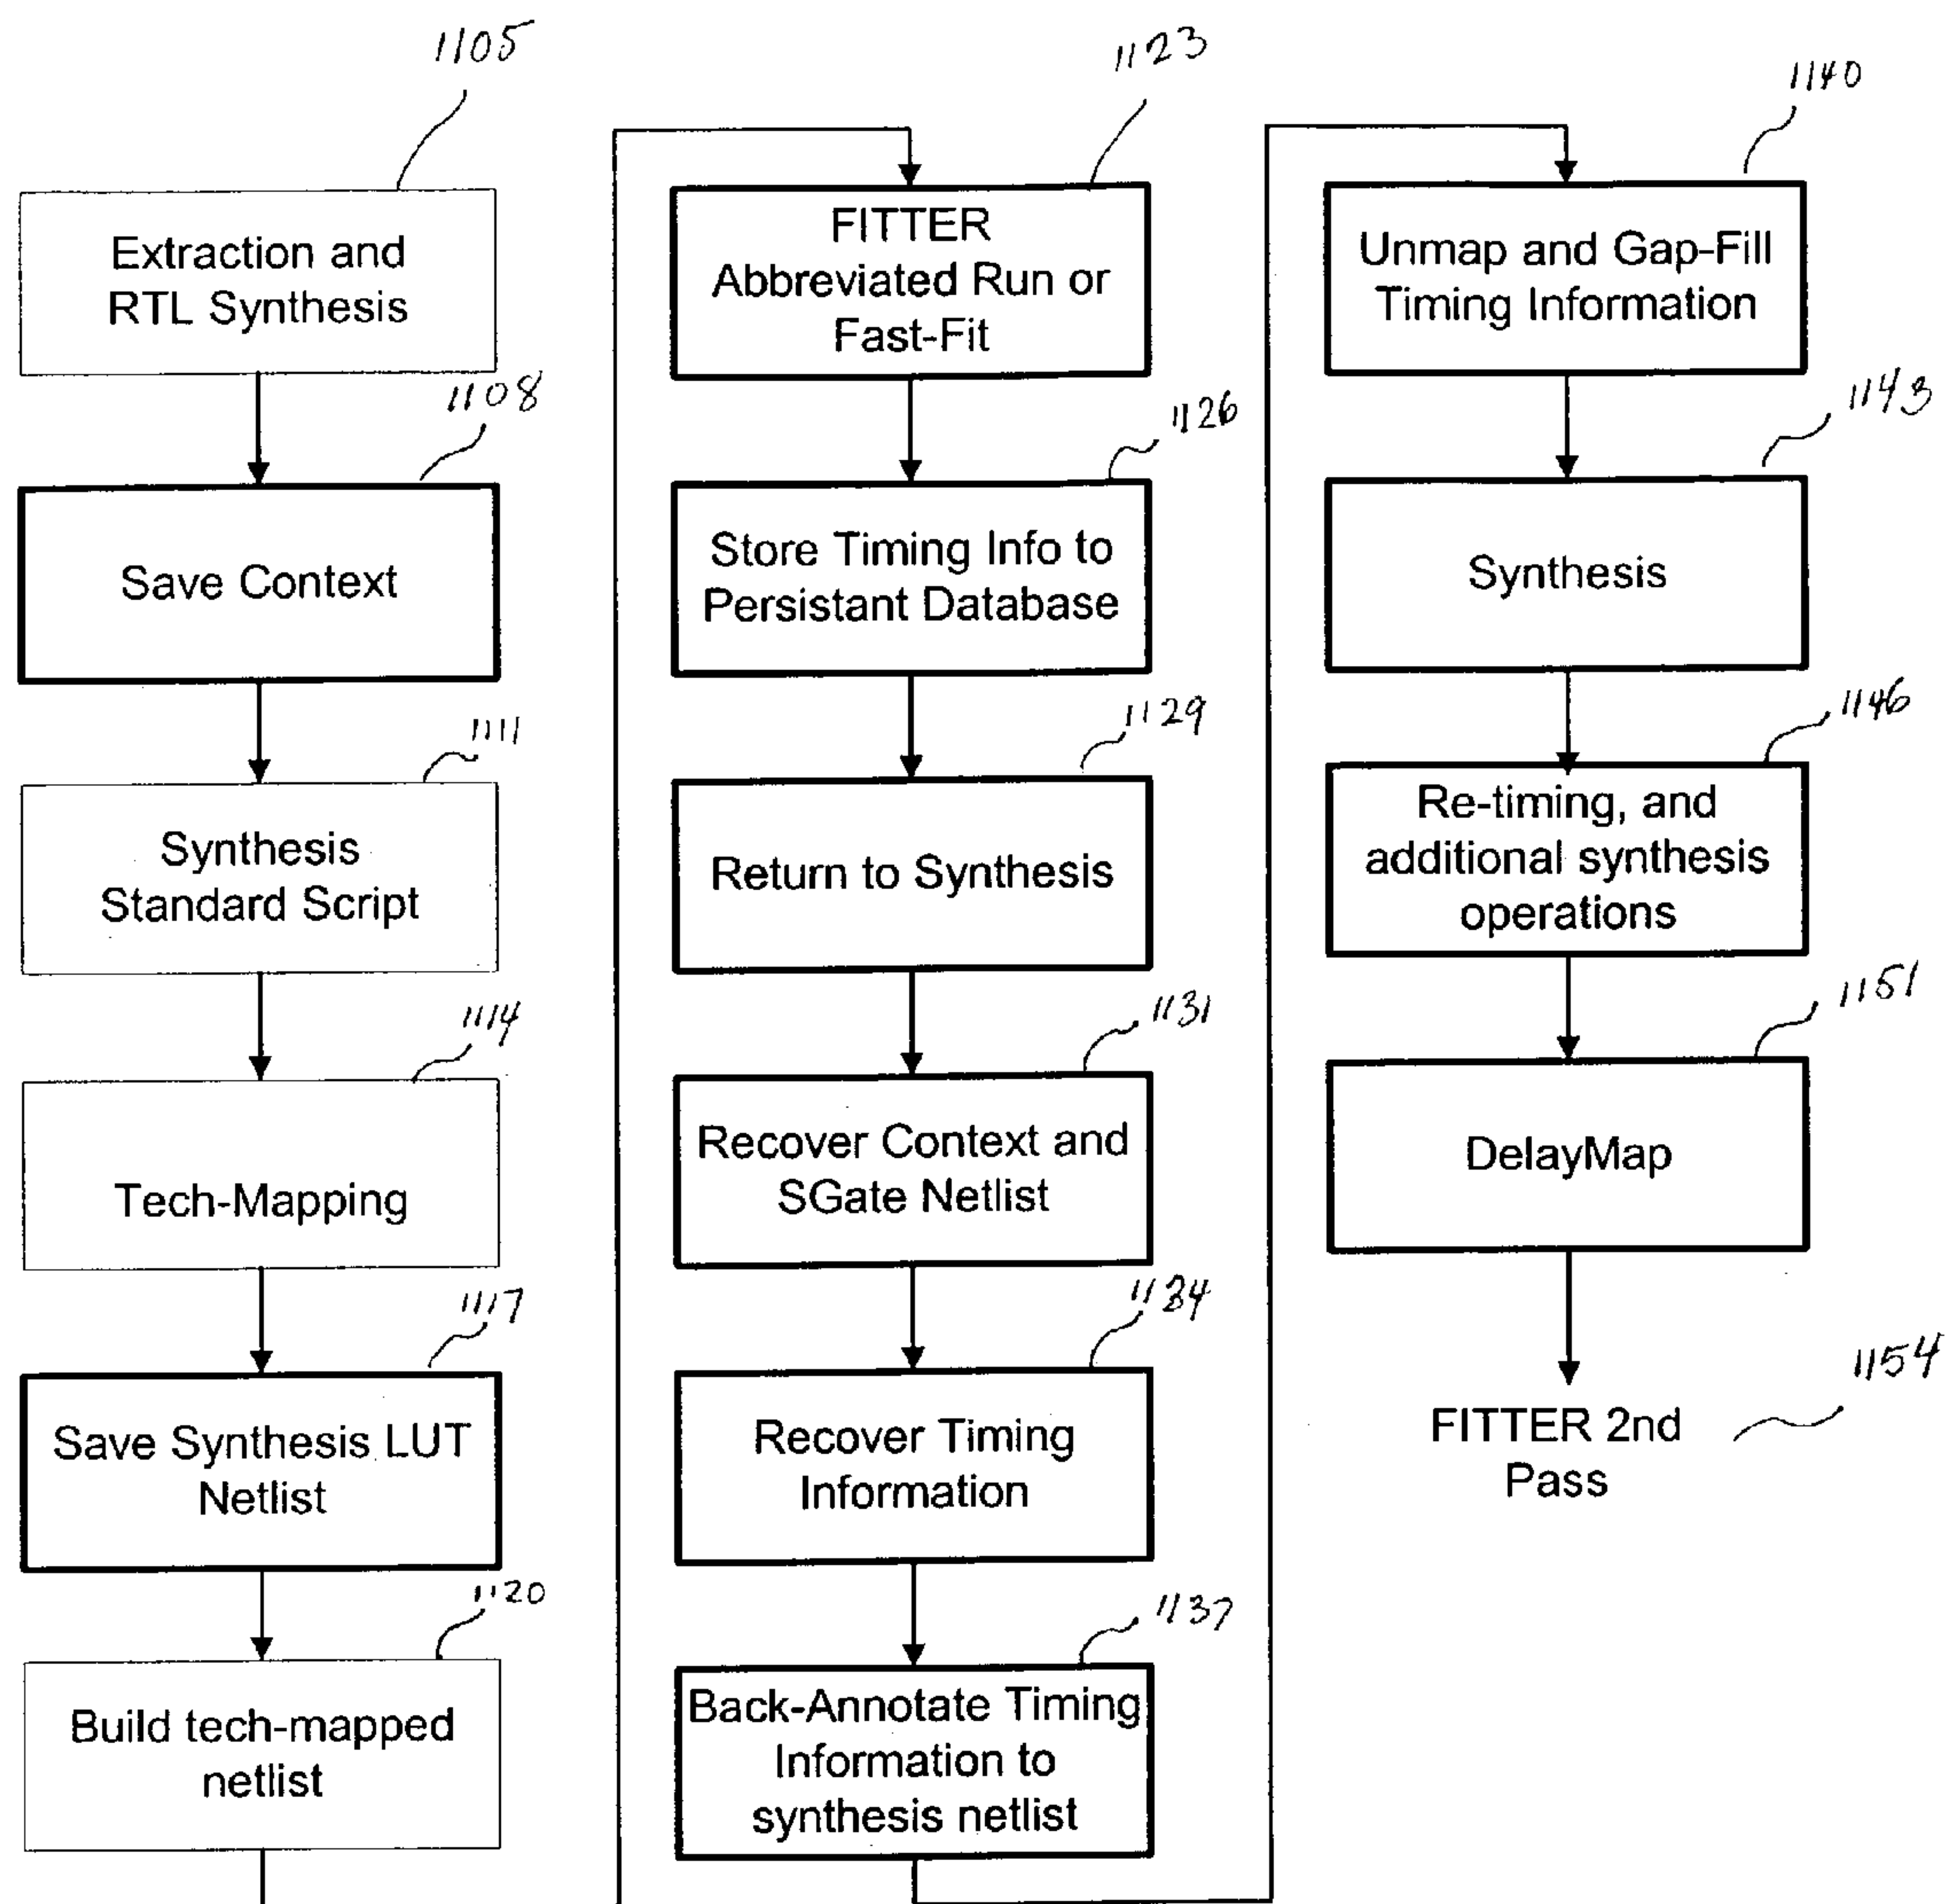 1105
Extraction and
RTL Synthesis
1108
Save Context
1111
Synthesis
Standard Script
1114
Tech-Mapping
1117
Save Synthesis LUT
Netlist
1120
Build tech-mapped
netlist
1123
FITTER
Abbreviated Run or
Fast-Fit
1126
Store Timing Info to
Persistant Database
1129
Return to Synthesis
1131
Recover Context and
SGate Netlist
1134
Recover Timing
Information
1137
Back-Annotate Timing
Information to
synthesis netlist
1140
Unmap and Gap-Fill
Timing Information
1143
Synthesis
1146
Re-timing, and
additional synthesis
operations
1151
DelayMap
1154
FITTER 2nd
Pass